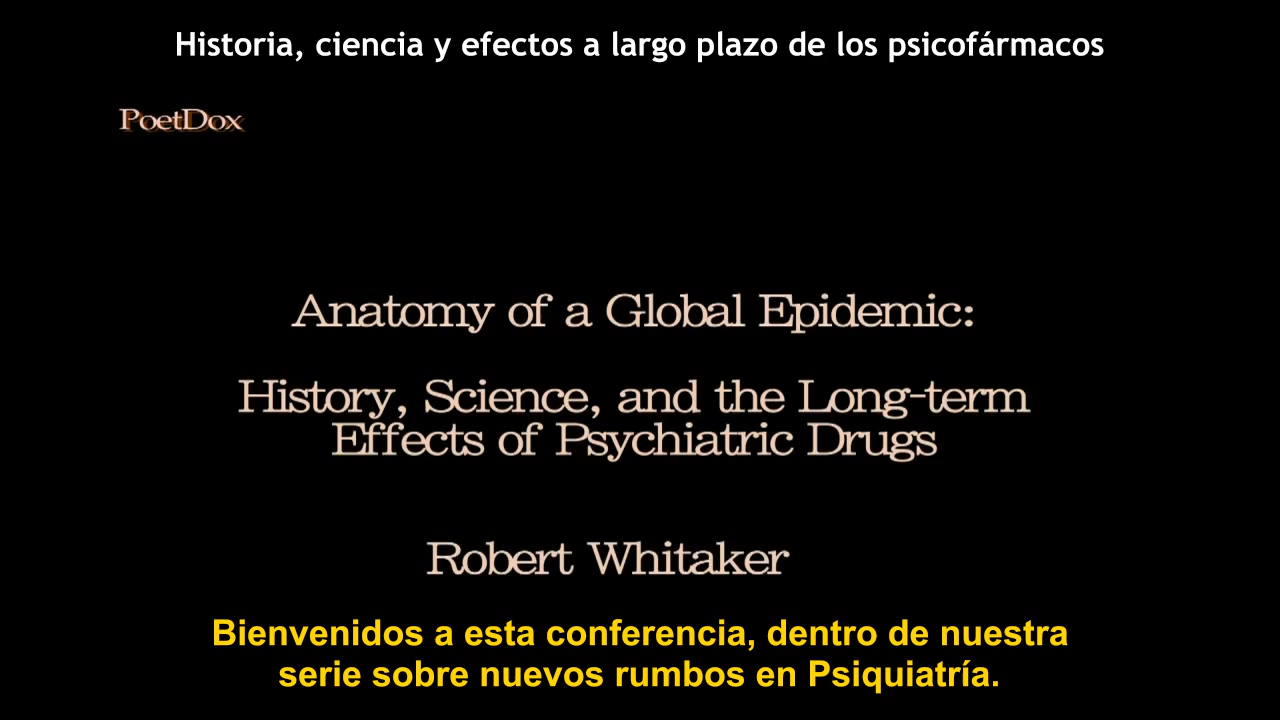 Historia, ciencia y efectos a largo plazo de los psicofármacos
PoetDox
Anatomy of a Global Epidemic:
History, Science, and the Long-term
Effects of Psychiatric Drugs
Robert Whitaker
Bienvenidos a esta conferencia, dentro de nuestra
serie sobre nuevos rumbos en Psiquiatría.